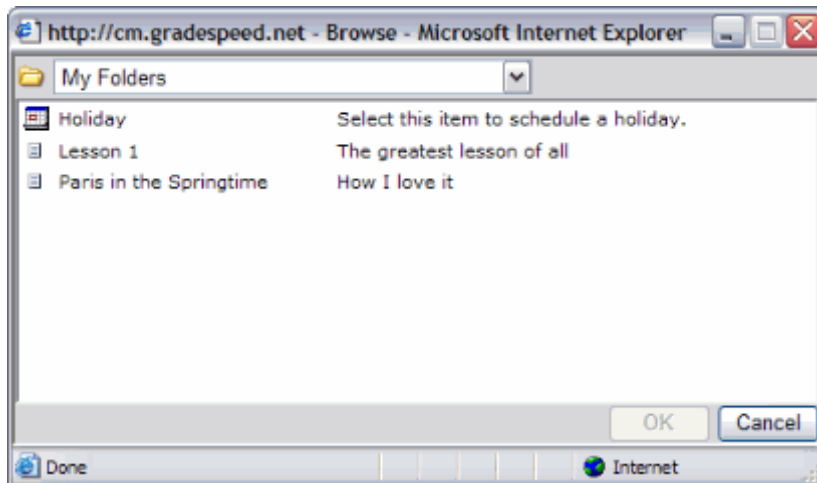 http://cm.gradespeed.net - Browse - Microsoft Internet Explorer
My Folders
Holiday Select this item to schedule a holiday.
Lesson 1 The greatest lesson of all
Paris in the Springtime How I love it
OK Cancel
Done Internet